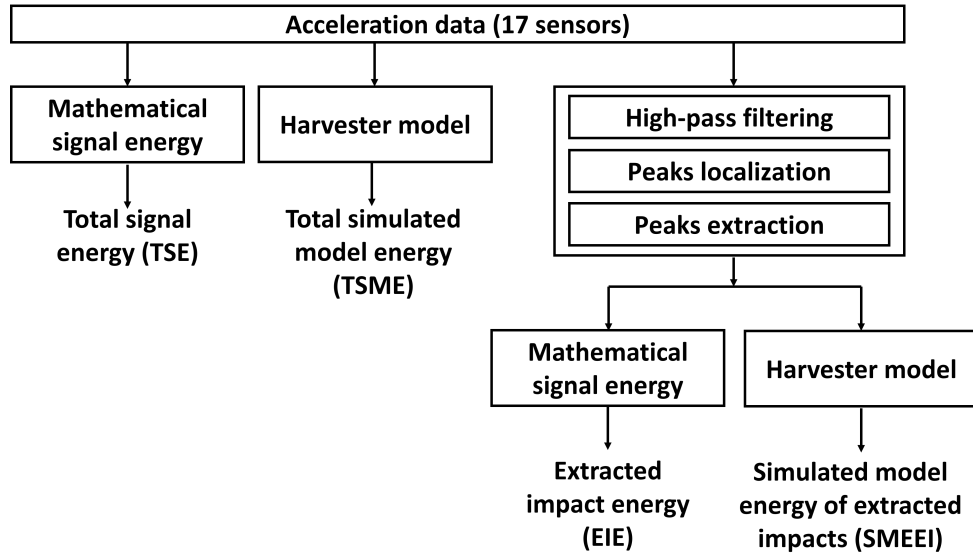 Acceleration data (17 sensors)
Mathematical
signal energy
Harvester model
High-pass filtering
Peaks localization
Peaks extraction
Total signal
energy (TSE)
Total simulated
model energy
(TSME)
Mathematical
signal energy
Harvester model
Extracted
impact energy
(EIE)
Simulated model
energy of extracted
impacts (SMEEI)